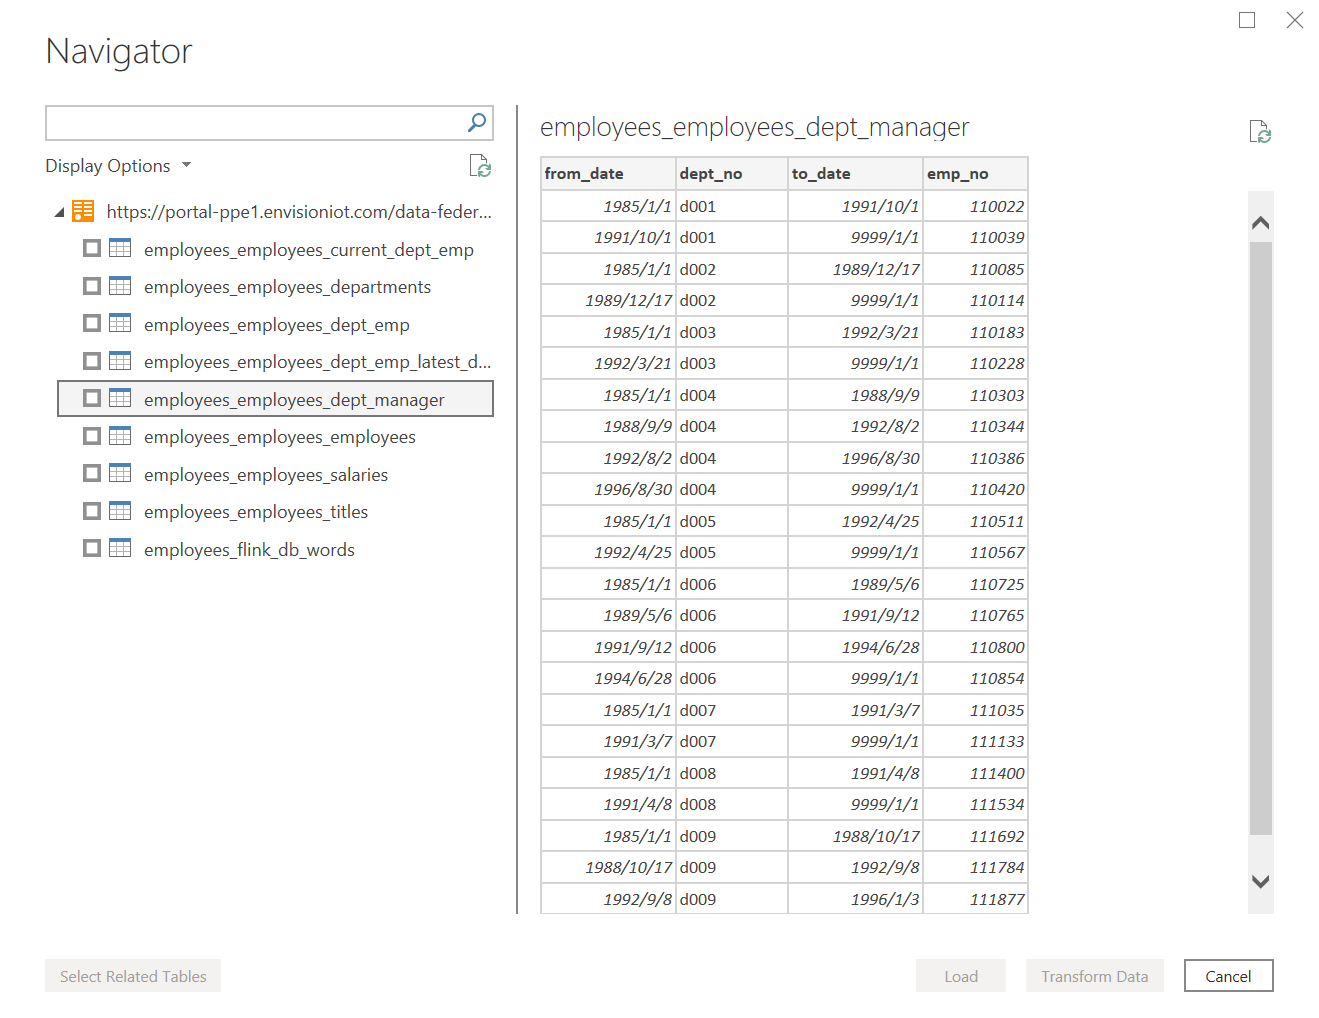 Navigator
Display Options
https://portal-ppe1.envisioniot.com/data-feder...
employees_employees_current_dept_emp
employees_employees_departments
employees_employees_dept_emp
employees_employees_dept_emp_latest_d...
employees_employees_dept_manager
employees_employees_employees
employees_employees_salaries
employees_employees_titles
employees_flink_db_words
employees_employees_dept_manager
from_date dept_no to_date emp_no
1985/1/1 d001 1991/10/1 110022
1991/10/1 d001 9999/1/1 110039
1985/1/1 d002 1989/12/17 110085
1989/12/17 d002 9999/1/1 110114
1985/1/1 d003 1992/3/21 110183
1992/3/21 d003 9999/1/1 110228
1985/1/1 d004 1988/9/9 110303
1988/9/9 d004 1992/8/2 110344
1992/8/2 d004 1996/8/30 110386
1996/8/30 d004 9999/1/1 110420
1985/1/1 d005 1992/4/25 110511
1992/4/25 d005 9999/1/1 110567
1985/1/1 d006 1989/5/6 110725
1989/5/6 d006 1991/9/12 110765
1991/9/12 d006 1994/6/28 110800
1994/6/28 d006 9999/1/1 110854
1985/1/1 d007 1991/3/7 111035
1991/3/7 d007 9999/1/1 111133
1985/1/1 d008 1991/4/8 111400
1991/4/8 d008 9999/1/1 111534
1985/1/1 d009 1988/10/17 111692
1988/10/17 d009 1992/9/8 111784
1992/9/8 d009 1996/1/3 111877
Select Related Tables
Load
Transform Data
Cancel